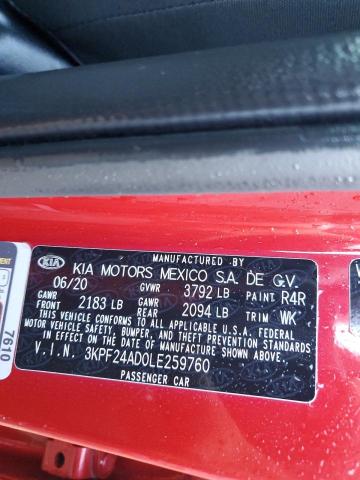 MANUFACTURED BY
KIA KIA MOTORS MEXICO S.A. DE C.V.
06/20 GVWR 3792 LB PAINT R4R
GAWR FRONT 2183 LB GAWR REAR 2094 LB TRIM WK
THIS VEHICLE CONFORMS TO ALL APPLICABLE U.S.A. FEDERAL
MOTOR VEHICLE SAFETY, BUMPER, AND THEFT PREVENTION STANDARDS
IN EFFECT ON THE DATE OF MANUFACTURE SHOWN ABOVE.
V.I.N. 3KPF24AD0LE259760
PASSENGER CAR
7610